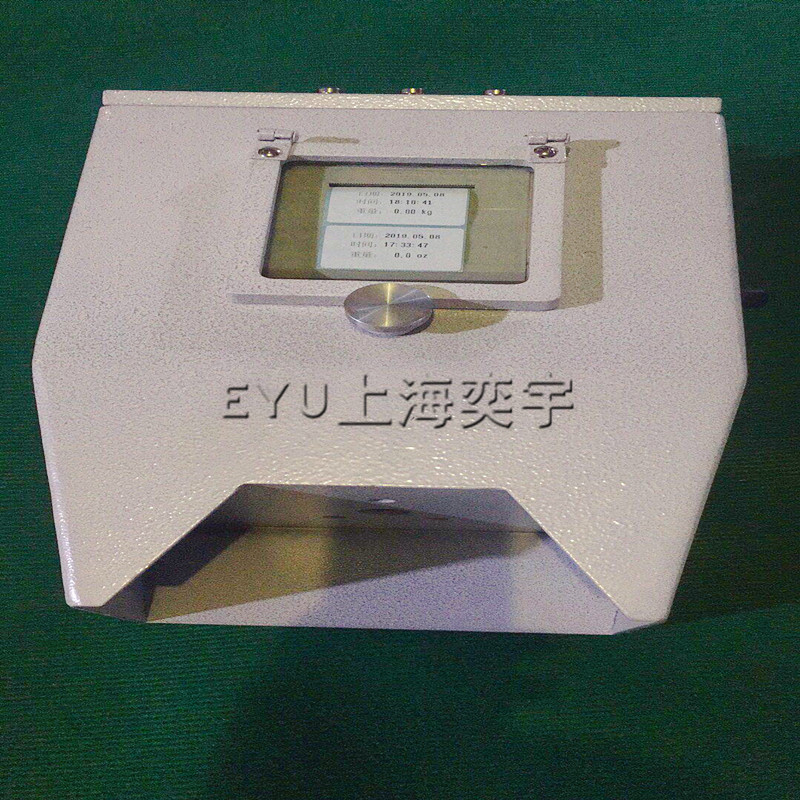 日期: 2019.05.08
时间: 18:10:41
重量: 0.00 kg
日期: 2019.05.08
时间: 17:33:47
重量: 0.0 oz
EYU上海奕宇